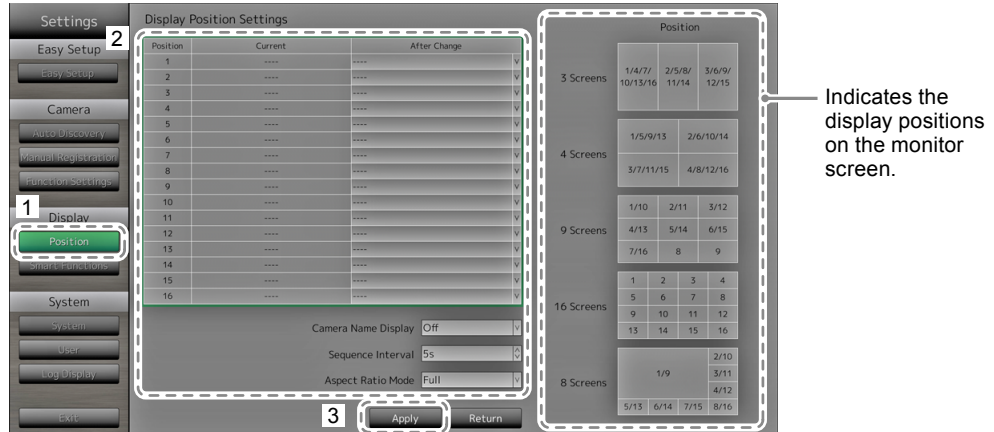 Settings
Easy Setup
Easy Setup
Camera
Auto Discovery
Manual Registration
Function Settings
Display
Position
Smart Functions
System
System
User
Log Display
Exit
1
2
3
Display Position Settings
Position Current After Change
1 ---- ---- v
2 ---- ---- v
3 ---- ---- v
4 ---- ---- v
5 ---- ---- v
6 ---- ---- v
7 ---- ---- v
8 ---- ---- v
9 ---- ---- v
10 ---- ---- v
11 ---- ---- v
12 ---- ---- v
13 ---- ---- v
14 ---- ---- v
15 ---- ---- v
16 ---- ---- v
Camera Name Display Off
Sequence Interval 5s
Aspect Ratio Mode Full
Apply Return
Position
3 Screens
1/4/7/ 2/5/8/ 3/6/9/
10/13/16 11/14 12/15
4 Screens
1/5/9/13 2/6/10/14
3/7/11/15 4/8/12/16
9 Screens
1/10 2/11 3/12
4/13 5/14 6/15
7/16 8 9
16 Screens
1 2 3 4
5 6 7 8
9 10 11 12
13 14 15 16
8 Screens
1/9 2/10
3/11
4/12
5/13 6/14 7/15 8/16
Indicates the
display positions
on the monitor
screen.